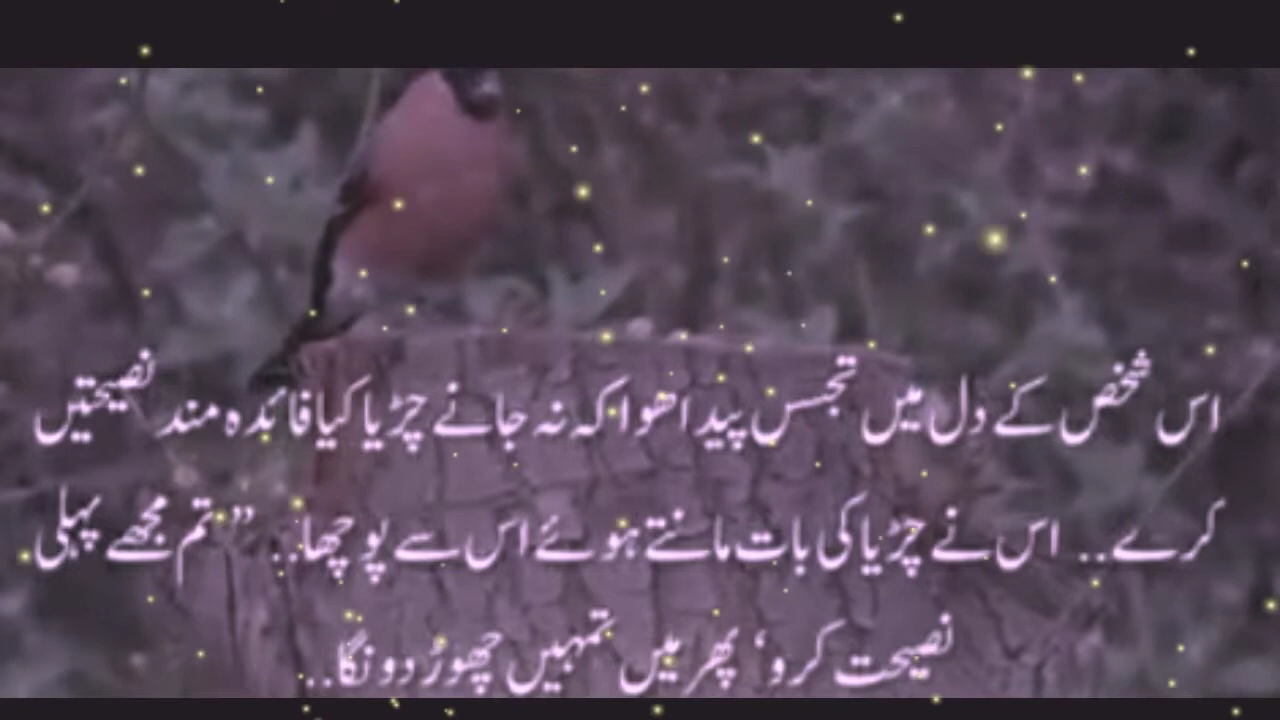 اس شخص کے دل میں تجسس پیدا ھوا کہ نہ جانے چڑیا کیا فائدہ مند نصیحتیں
کرے.. اس نے چڑیا کی بات مانتے ہوئے اس سے پوچھا.. ”تم مجھے پہلی
نصیحت کرو‘ پھر میں تمہیں چھوڑ دونگا..